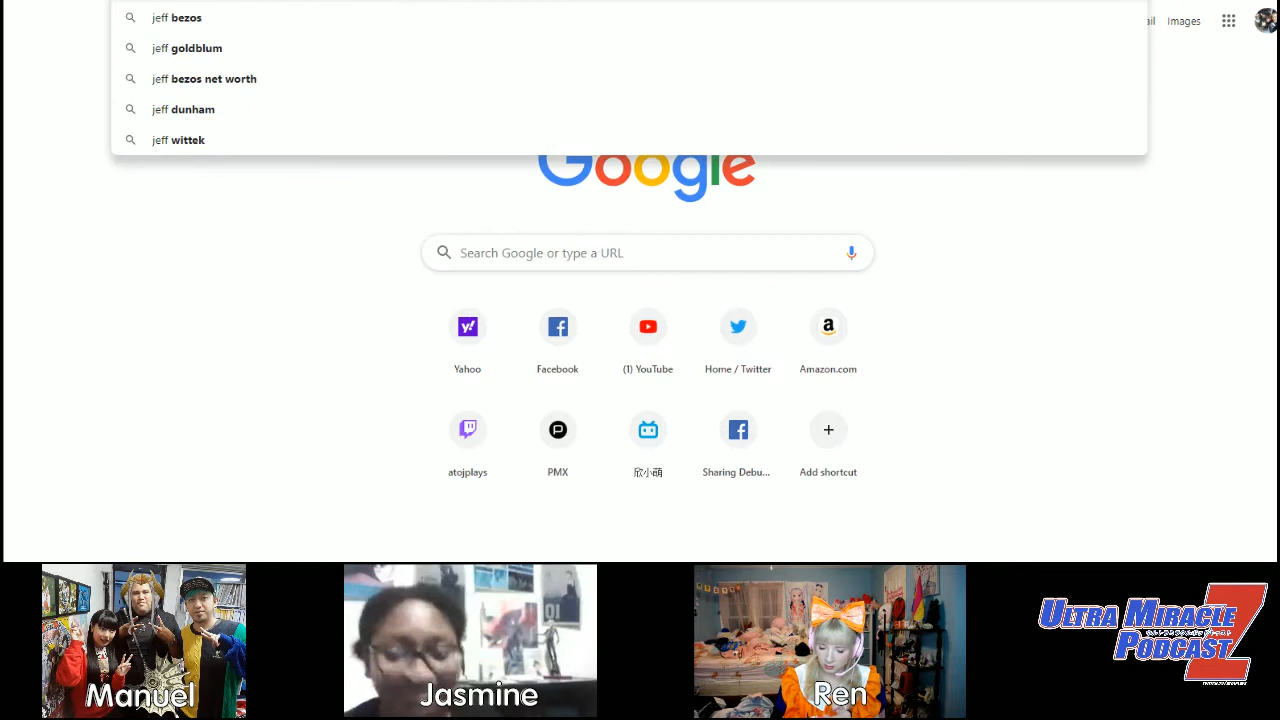 jeff bezos
jeff goldblum
jeff bezos net worth
jeff dunham
jeff wittek
ail Images
Google
Search Google or type a URL
Yahoo Facebook (1) YouTube Home / Twitter Amazon.com
atojplays PMX 欣小萌 Sharing Debu... Add shortcut
Manuel
Jasmine
Ren
ULTRA MIRACLE
PODCAST Z